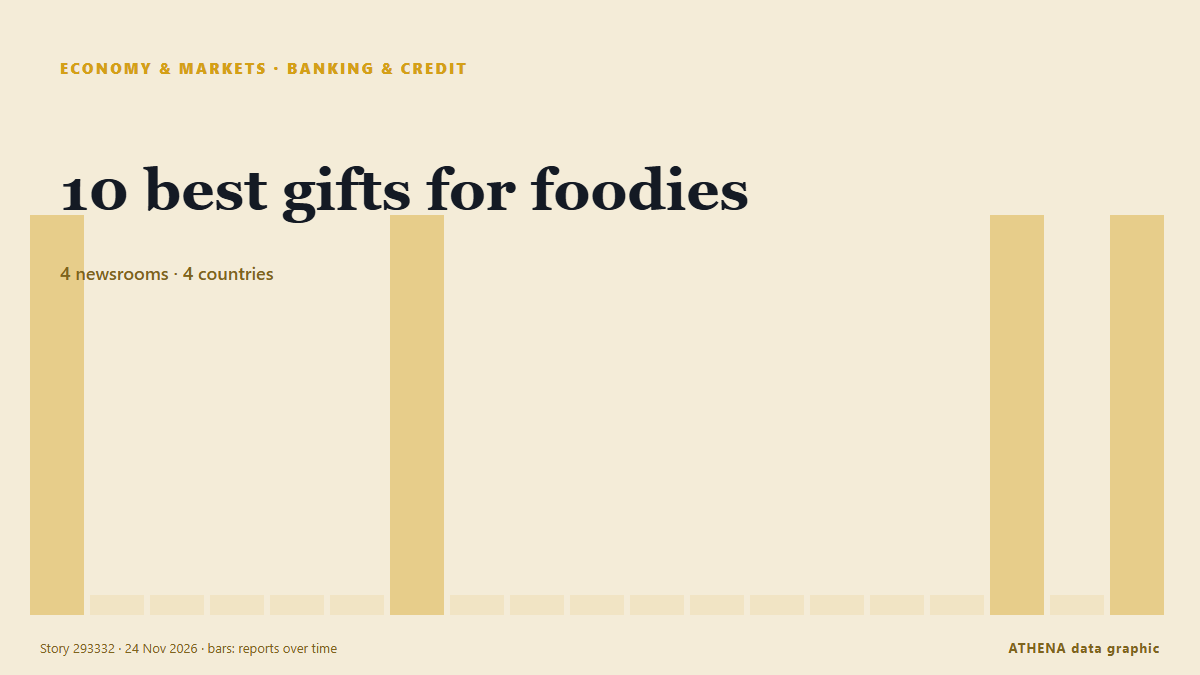 ECONOMY & MARKETS · BANKING & CREDIT
10 best gifts for foodies
4 newsrooms · 4 countries
Story 293332 · 24 Nov 2026 · bars: reports over time
ATHENA data graphic